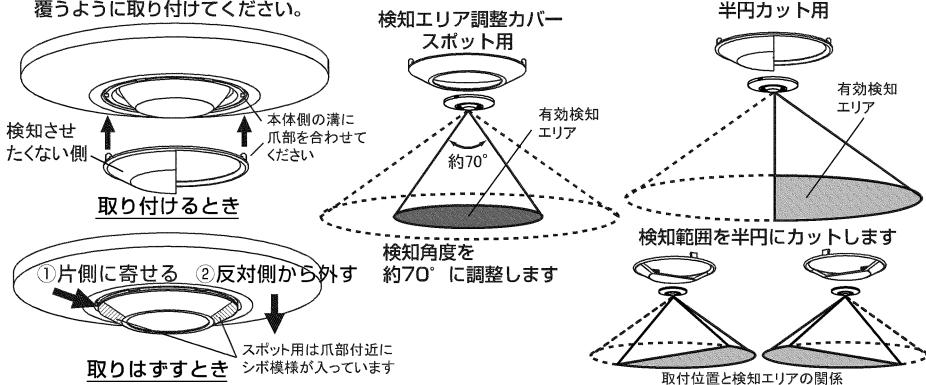 覆うように取り付けてください。
検知させ
たくない側
本体側の溝に
爪部を合わせて
ください
取り付けるとき
①片側に寄せる
②反対側から外す
スポット用は爪部付近に
シボ模様が入っています
取りはずすとき
検知エリア調整カバー
スポット用
有効検知
エリア
約70°
検知角度を
約70°に調整します
半円カット用
有効検知
エリア
検知範囲を半円にカットします
取付位置と検知エリアの関係